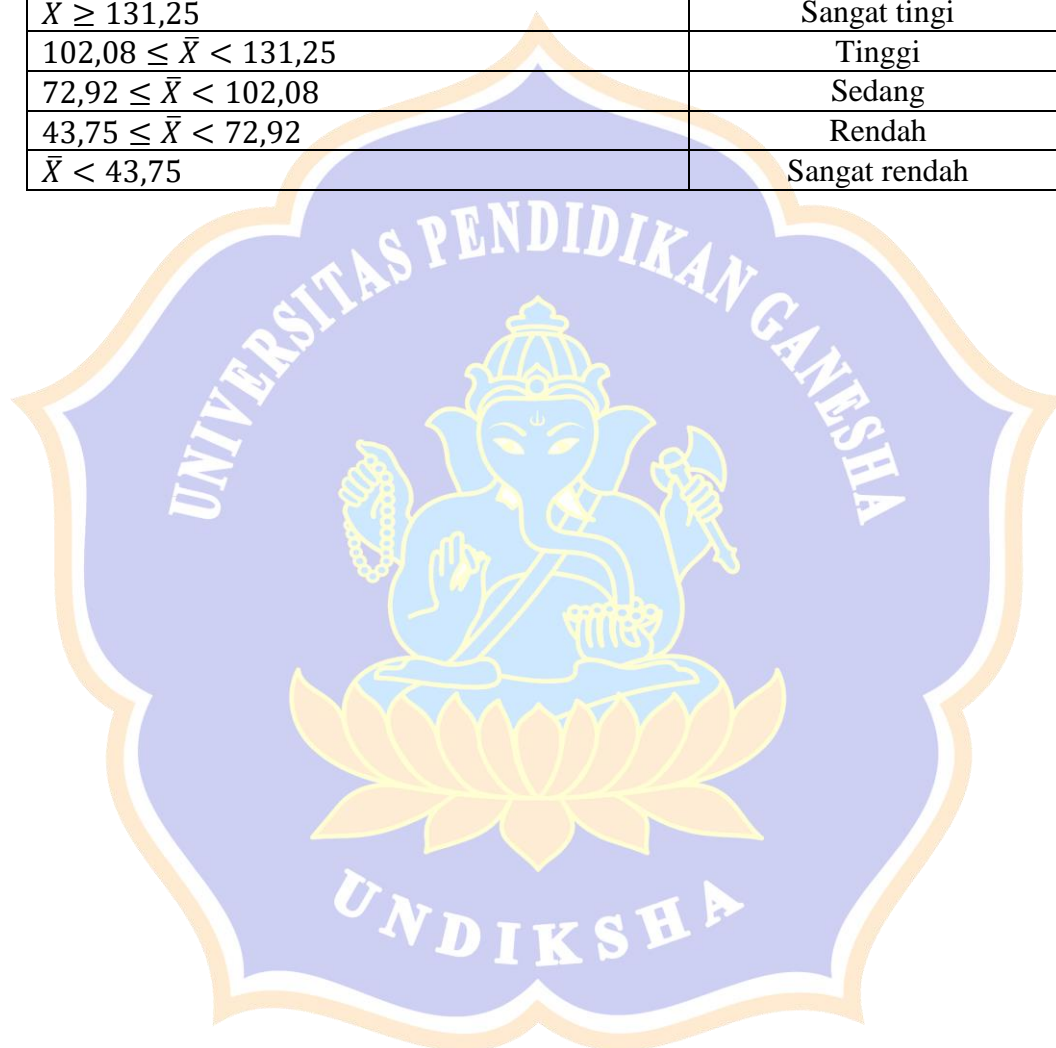 X̄ ≥ 131,25 Sangat tingi
102,08 ≤ X̄ < 131,25 Tinggi
72,92 ≤ X̄ < 102,08 Sedang
43,75 ≤ X̄ < 72,92 Rendah
X̄ < 43,75 Sangat rendah
UNIVERSITAS PENDIDIKAN GANESHA
UNDIKSHA